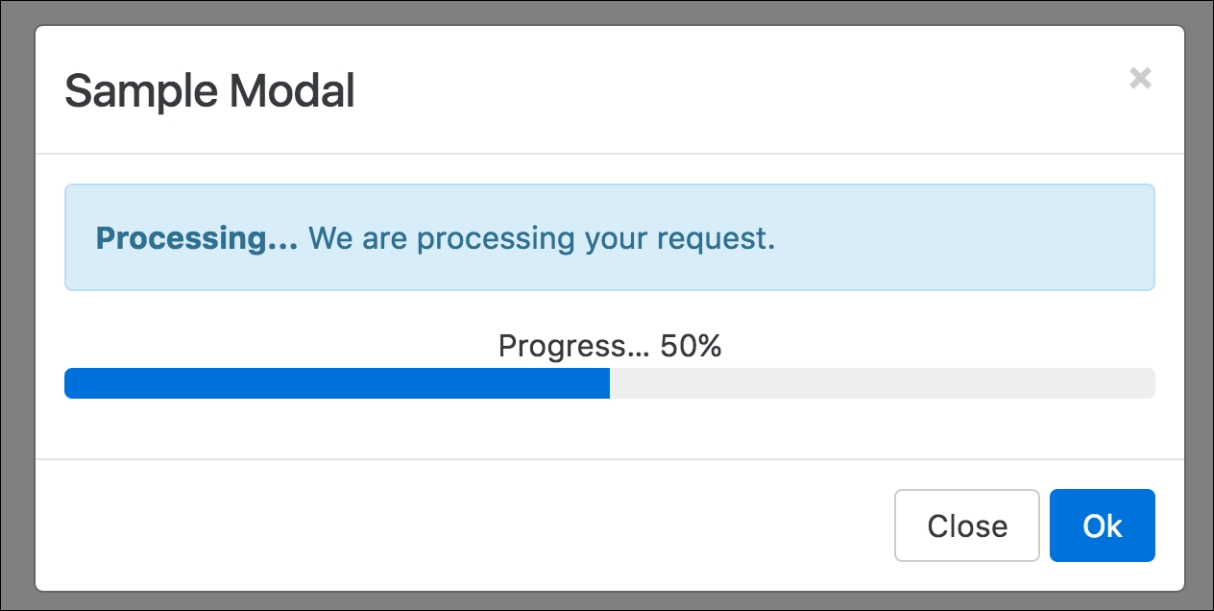 Sample Modal
×
Processing... We are processing your request.
Progress... 50%
Close
Ok